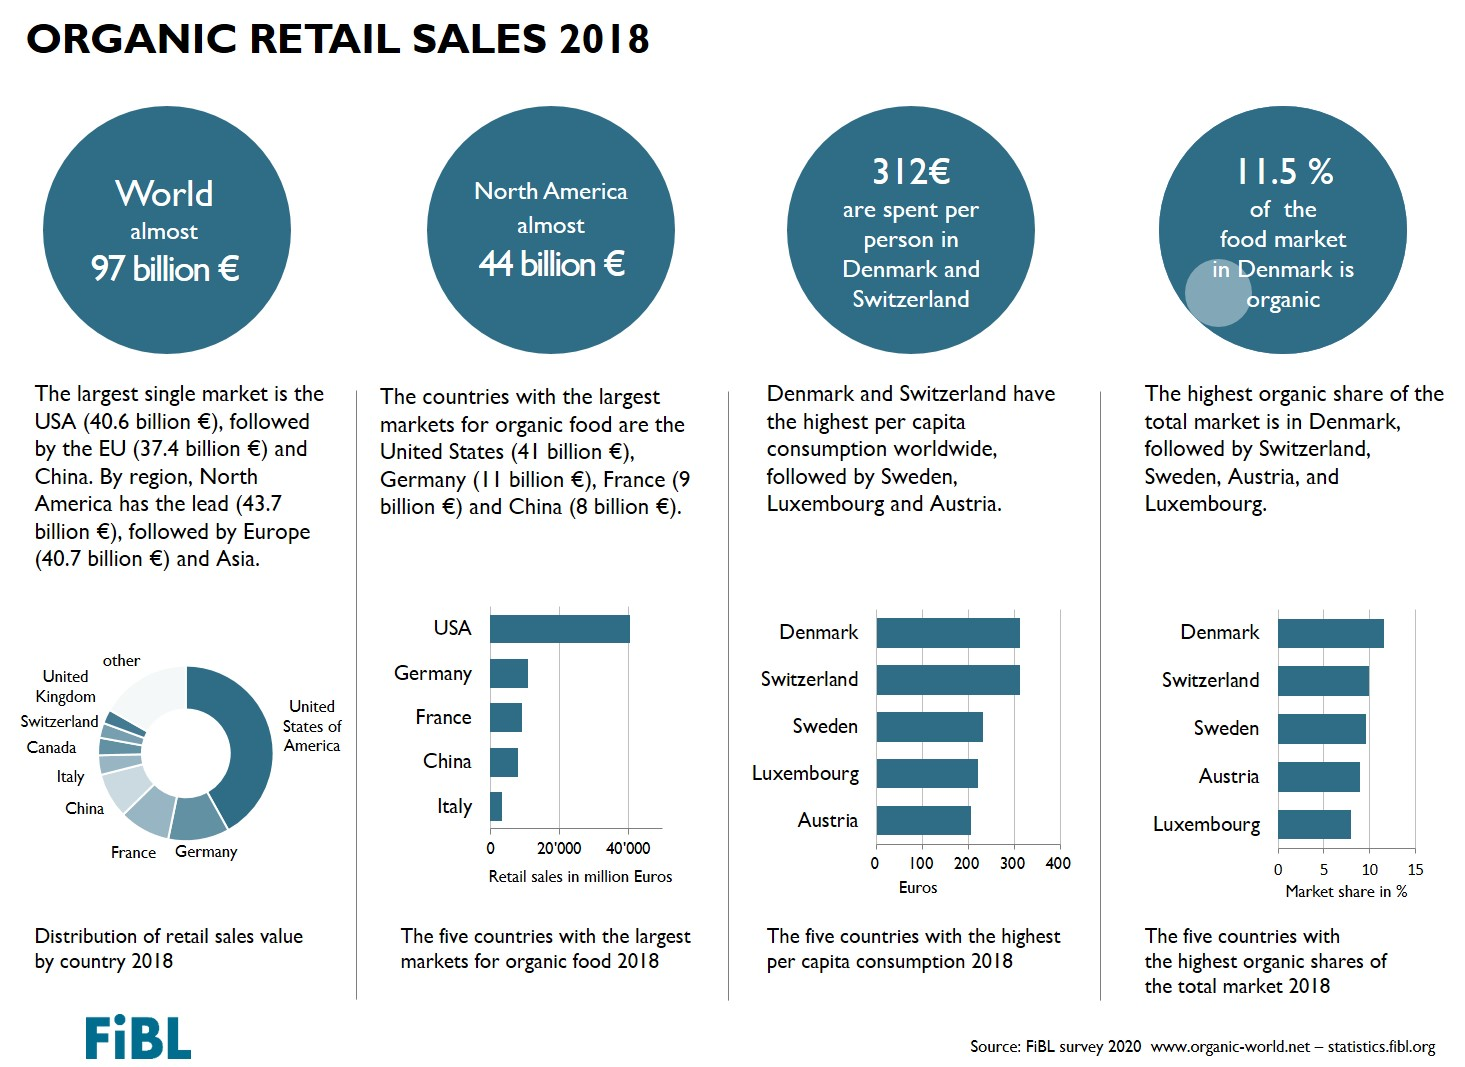 ORGANIC RETAIL SALES 2018
World
almost
97 billion €
North America
almost
44 billion €
312€
are spent per
person in
Denmark and
Switzerland
11.5 %
of the
food market
in Denmark is
organic
The largest single market is the
USA (40.6 billion €), followed
by the EU (37.4 billion €) and
China. By region, North
America has the lead (43.7
billion €), followed by Europe
(40.7 billion €) and Asia.
The countries with the largest
markets for organic food are the
United States (41 billion €),
Germany (11 billion €), France (9
billion €) and China (8 billion €).
Denmark and Switzerland have
the highest per capita
consumption worldwide,
followed by Sweden,
Luxembourg and Austria.
The highest organic share of the
total market is in Denmark,
followed by Switzerland,
Sweden, Austria, and
Luxembourg.
other
United
Kingdom
Switzerland
Canada
Italy
China
France
Germany
United
States of
America
USA
Germany
France
China
Italy
0 20'000 40'000
Retail sales in million Euros
Denmark
Switzerland
Sweden
Luxembourg
Austria
0 100 200 300 400
Euros
Denmark
Switzerland
Sweden
Austria
Luxembourg
0 5 10 15
Market share in %
Distribution of retail sales value
by country 2018
The five countries with the largest
markets for organic food 2018
The five countries with the highest
per capita consumption 2018
The five countries with
the highest organic shares of
the total market 2018
FiBL
Source: FiBL survey 2020 www.organic-world.net – statistics.fibl.org